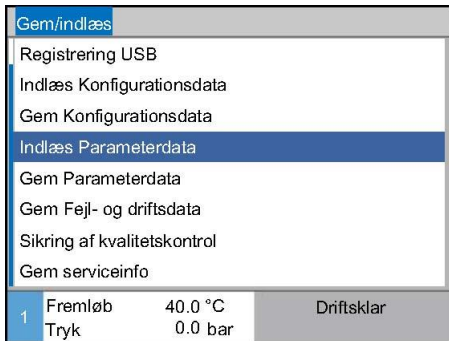 Gem/indlæs
Registrering USB
Indlæs Konfigurationsdata
Gem Konfigurationsdata
Indlæs Parameterdata
Gem Parameterdata
Gem Fejl- og driftsdata
Sikring af kvalitetskontrol
Gem serviceinfo
1 Fremløb 40.0 °C Driftsklar
Tryk 0.0 bar